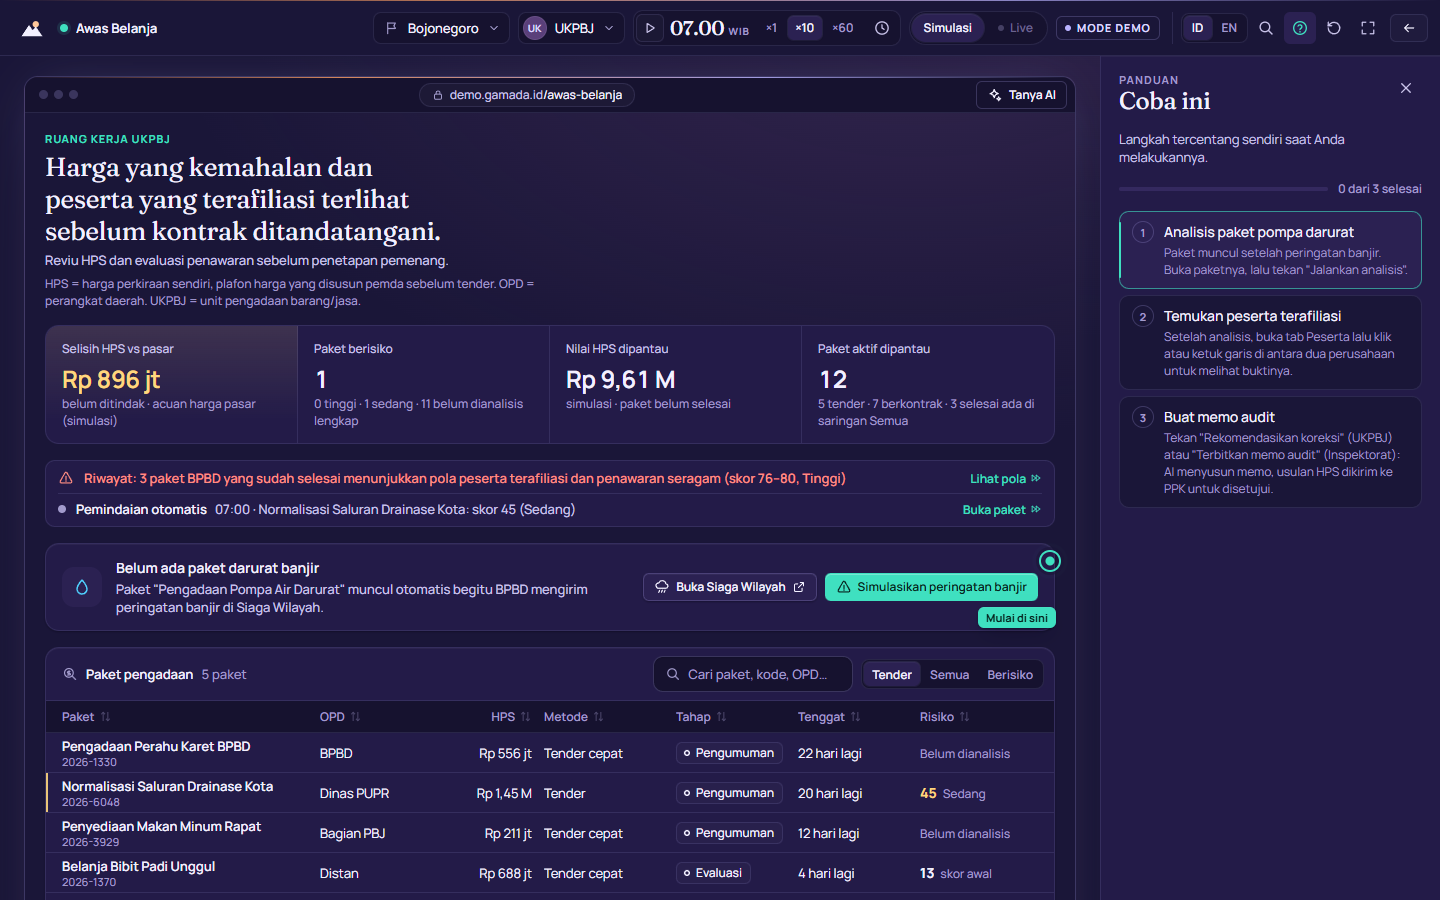 Awas Belanja
Bojonegoro
UK UKPBJ
07.00 WIB ×1 ×10 ×60
Simulasi Live
MODE DEMO
ID EN
demo.gamada.id/awas-belanja
Tanya AI
RUANG KERJA UKPBJ
Harga yang kemahalan dan
peserta yang terafiliasi terlihat
sebelum kontrak ditandatangani.
Reviu HPS dan evaluasi penawaran sebelum penetapan pemenang.
HPS = harga perkiraan sendiri, plafon harga yang disusun pemda sebelum tender. OPD =
perangkat daerah. UKPBJ = unit pengadaan barang/jasa.
Selisih HPS vs pasar
Rp 896 jt
belum ditindak · acuan harga pasar
(simulasi)
Paket berisiko
1
0 tinggi · 1 sedang · 11 belum dianalisis
lengkap
Nilai HPS dipantau
Rp 9,61 M
simulasi · paket belum selesai
Paket aktif dipantau
12
5 tender · 7 berkontrak · 3 selesai ada di
saringan Semua
Riwayat: 3 paket BPBD yang sudah selesai menunjukkan pola peserta terafiliasi dan penawaran seragam (skor 76–80, Tinggi)
Lihat pola
Pemindaian otomatis 07:00 · Normalisasi Saluran Drainase Kota: skor 45 (Sedang)
Buka paket
Belum ada paket darurat banjir
Paket "Pengadaan Pompa Air Darurat" muncul otomatis begitu BPBD mengirim
peringatan banjir di Siaga Wilayah.
Buka Siaga Wilayah
Simulasikan peringatan banjir
Mulai di sini
Paket pengadaan 5 paket
Cari paket, kode, OPD...
Tender Semua Berisiko
Paket OPD HPS Metode Tahap Tenggat Risiko
Pengadaan Perahu Karet BPBD
2026-1330
BPBD Rp 556 jt Tender cepat Pengumuman 22 hari lagi Belum dianalisis
Normalisasi Saluran Drainase Kota
2026-6048
Dinas PUPR Rp 1,45 M Tender Pengumuman 20 hari lagi 45 Sedang
Penyediaan Makan Minum Rapat
2026-3929
Bagian PBJ Rp 211 jt Tender cepat Pengumuman 12 hari lagi Belum dianalisis
Belanja Bibit Padi Unggul
2026-1370
Distan Rp 688 jt Tender cepat Evaluasi 4 hari lagi 13 skor awal
PANDUAN
Coba ini
Langkah tercentang sendiri saat Anda
melakukannya.
0 dari 3 selesai
1 Analisis paket pompa darurat
Paket muncul setelah peringatan banjir.
Buka paketnya, lalu tekan "Jalankan analisis".
2 Temukan peserta terafiliasi
Setelah analisis, buka tab Peserta lalu klik
atau ketuk garis di antara dua perusahaan
untuk melihat buktinya.
3 Buat memo audit
Tekan "Rekomendasikan koreksi" (UKPBJ)
atau "Terbitkan memo audit" (Inspektorat):
AI menyusun memo, usulan HPS dikirim ke
PPK untuk disetujui.